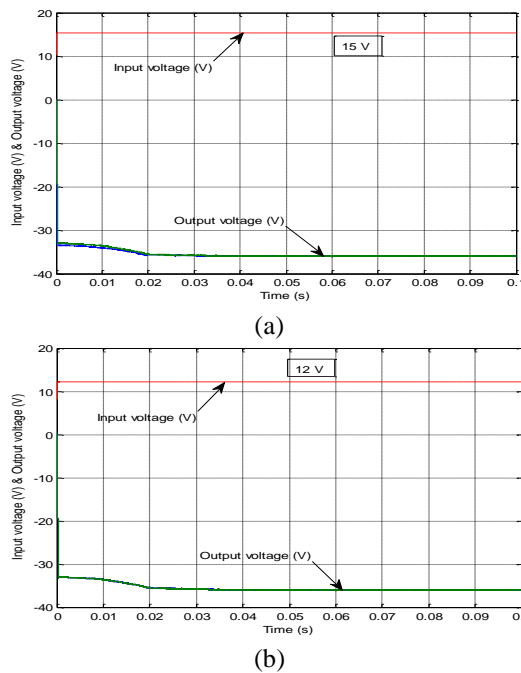 20
15 V
10
Input voltage (V)
0
-10
-20
Output voltage (V)
-30
-40
0 0.01 0.02 0.03 0.04 0.05 0.06 0.07 0.08 0.09 0.1
Time (s)
Input voltage (V) & Output voltage (V)
(a)
20
12 V
10
Input voltage (V)
0
-10
-20
Output voltage (V)
-30
-40
0 0.01 0.02 0.03 0.04 0.05 0.06 0.07 0.08 0.09 0.
Time (s)
Input voltage (V) & Output voltage (V)
(b)